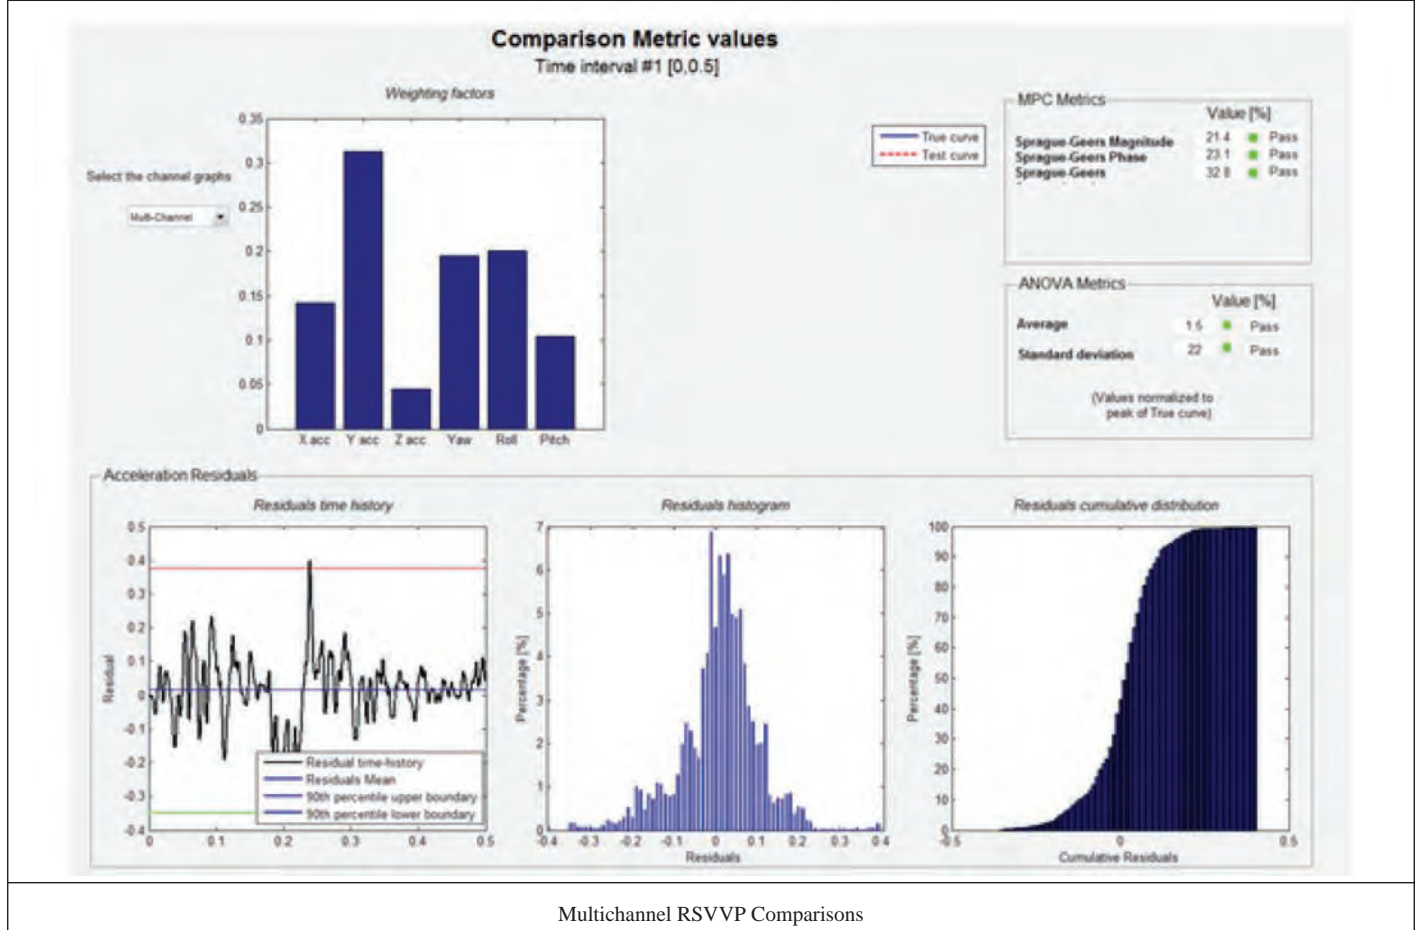 Comparison Metric values
Time interval #1 [0,0.5]
Weighting factors
0.35
0.3
0.25
0.2
0.15
0.1
0.05
0
X acc Y acc Z acc Yaw Roll Pitch
Select the channel graphs
Multi-Channel
True curve
Test curve
MPC Metrics
Value [%]
Sprague-Geers Magnitude 21.4 Pass
Sprague-Geers Phase 23.1 Pass
Sprague-Geers 32.8 Pass
ANOVA Metrics
Value [%]
Average 1.5 Pass
Standard deviation 22 Pass
(Values normalized to
peak of True curve)
Acceleration Residuals
Residuals time history
0.5
0.4
0.3
0.2
0.1
0
-0.1
-0.2
-0.3
-0.4
Residual
0 0.1 0.2 0.3 0.4 0.5
Residual time-history
Residuals Mean
90th percentile upper boundary
90th percentile lower boundary
Residuals histogram
7
6
5
4
3
2
1
0
Percentage [%]
-0.4 -0.3 -0.2 -0.1 0 0.1 0.2 0.3 0.4
Residuals
Residuals cumulative distribution
100
90
80
70
60
50
40
30
20
10
0
Percentage [%]
-0.5 0 0.5
Cumulative Residuals
Multichannel RSVVP Comparisons